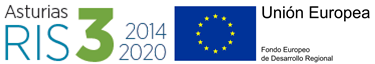 Asturias
RIS3
2014
2020
Unión Europea
Fondo Europeo
de Desarrollo Regional